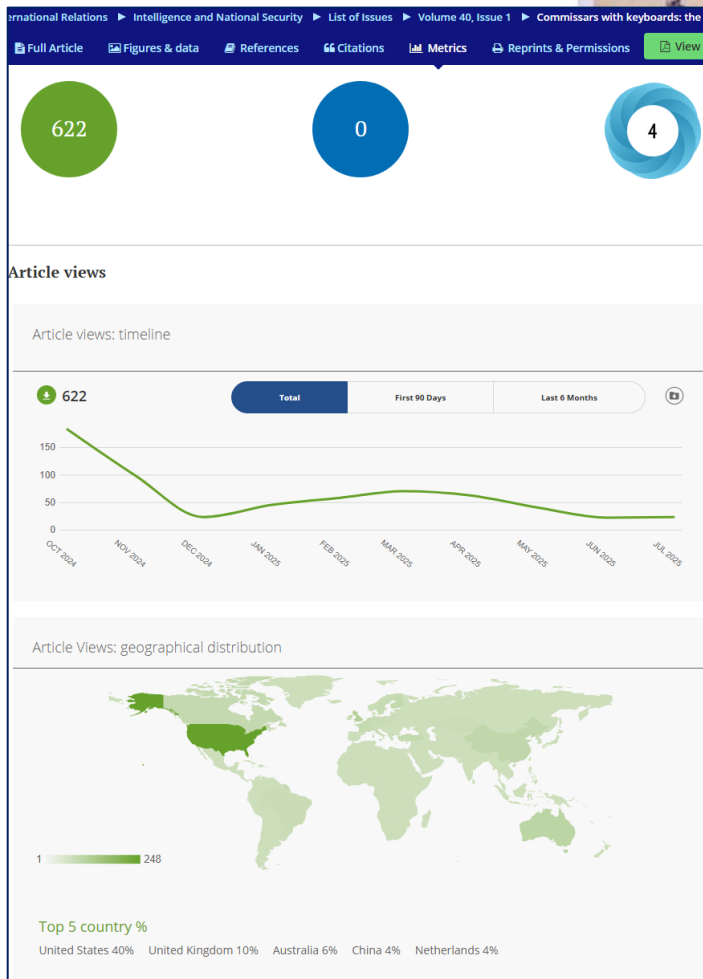 ernational Relations ▶ Intelligence and National Security ▶ List of Issues ▶ Volume 40, Issue 1 ▶ Commissars with keyboards: the
Full Article Figures & data References Citations Metrics Reprints & Permissions View
622 0 4
Article views
Article views: timeline
622 Total First 90 Days Last 6 Months
150
100
50
0
OCT 2024 NOV 2024 DEC 2024 JAN 2025 FEB 2025 MAR 2025 APR 2025 MAY 2025 JUN 2025 JUL 2025
Article Views: geographical distribution
1 248
Top 5 country %
United States 40% United Kingdom 10% Australia 6% China 4% Netherlands 4%